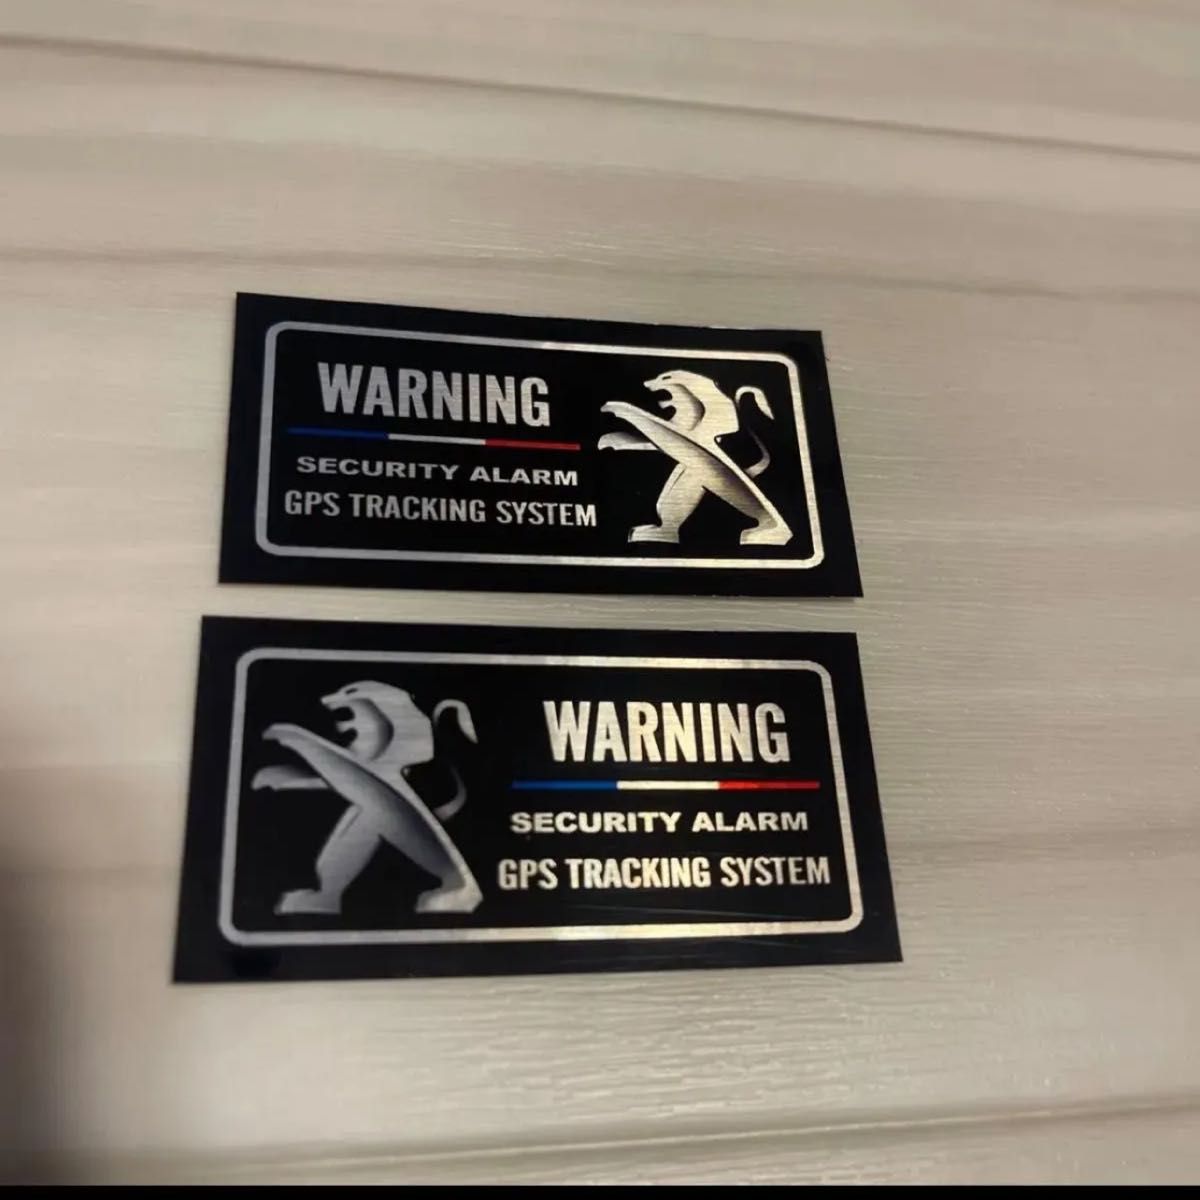 WARNING
SECURITY ALARM
GPS TRACKING SYSTEM
WARNING
SECURITY ALARM
GPS TRACKING SYSTEM